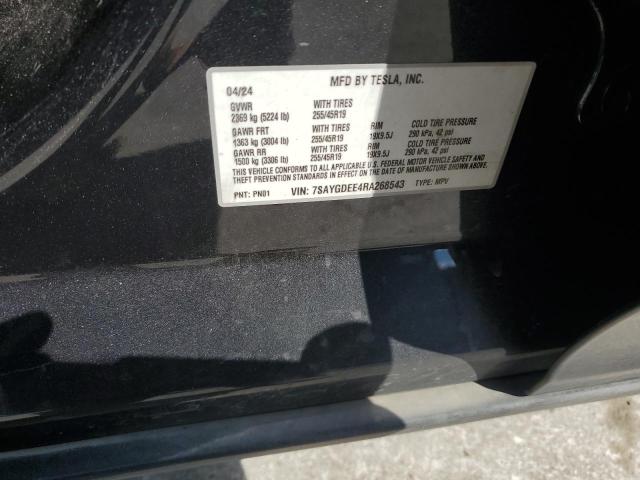 MFD BY TESLA, INC.
04/24
GVWR WITH TIRES
2369 kg (5224 lb) 255/45R19
GAWR FRT WITH TIRES RIM COLD TIRE PRESSURE
1363 kg (3004 lb) 255/45R19 19X9.5J 290 kPa, 42 psi
GAWR RR WITH TIRES RIM COLD TIRE PRESSURE
1500 kg (3306 lb) 255/45R19 19X9.5J 290 kPa, 42 psi
THIS VEHICLE CONFORMS TO ALL APPLICABLE U.S. FEDERAL MOTOR VEHICLE SAFETY AND
THEFT PREVENTION STANDARDS IN EFFECT ON THE DATE OF MANUFACTURE SHOWN ABOVE.
PNT: PN01 VIN: 7SAYGDEE4RA268543 TYPE: MPV